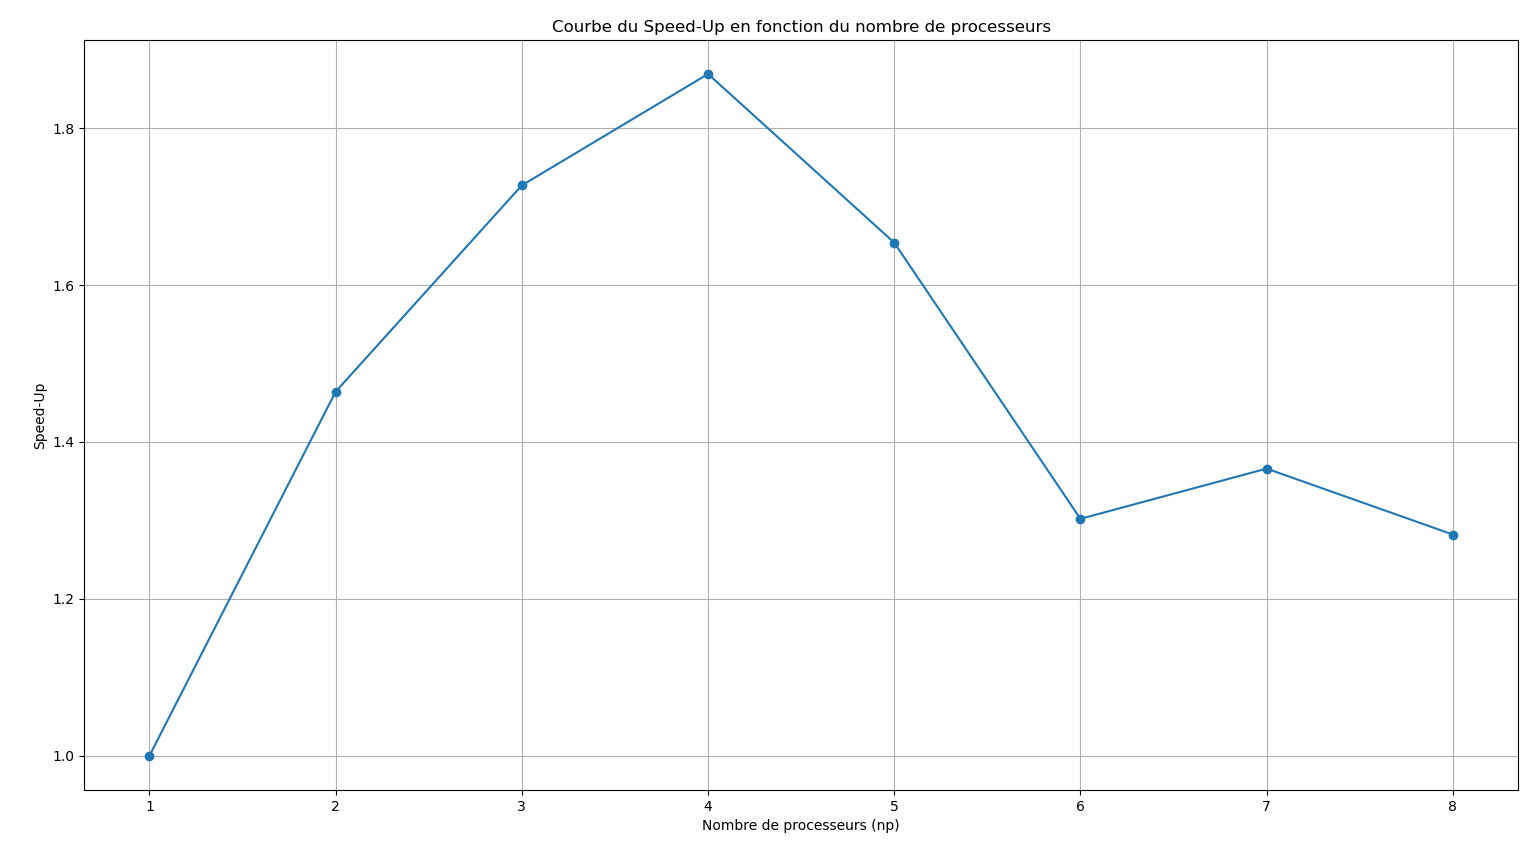 Courbe du Speed-Up en fonction du nombre de processeurs
Speed-Up
1.8
1.6
1.4
1.2
1.0
1 2 3 4 5 6 7 8
Nombre de processeurs (np)